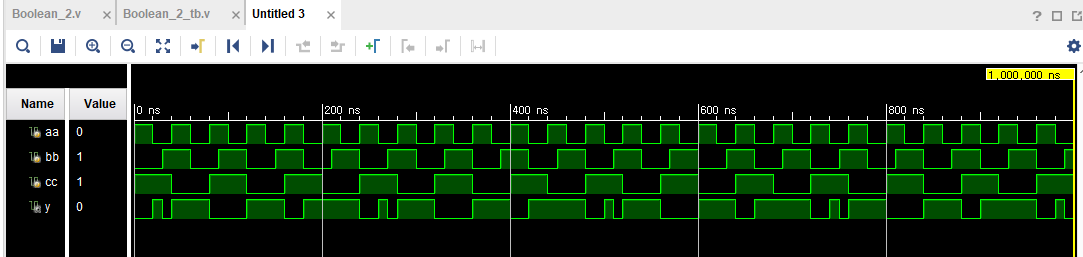 Boolean_2.v × Boolean_2_tb.v × Untitled 3 ×
? 
1,000,000 ns
Name Value
0 ns 200 ns 400 ns 600 ns 800 ns
aa 0
bb 1
cc 1
y 0